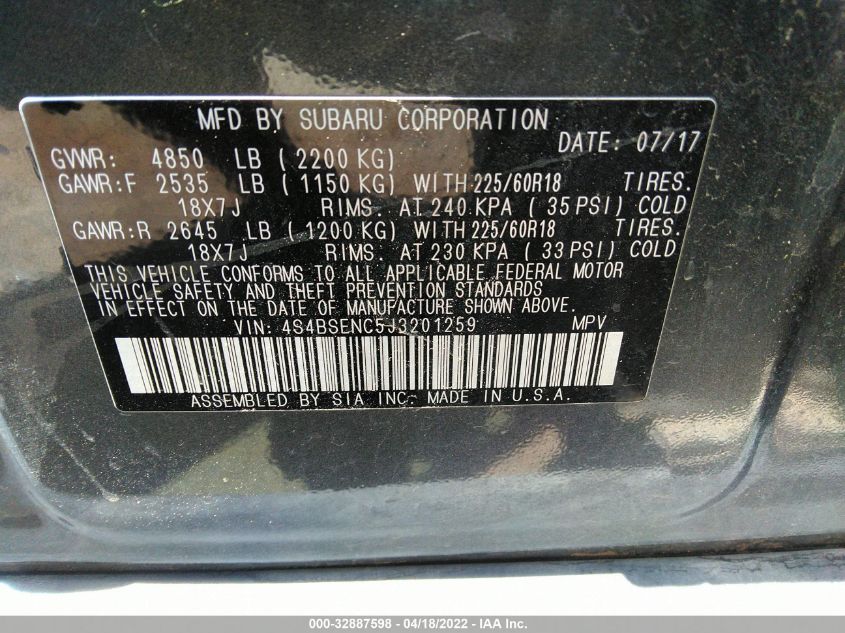 MFD BY SUBARU CORPORATION
DATE: 07/17
GVWR: 4850 LB ( 2200 KG)
GAWR:F 2535 LB ( 1150 KG) WITH 225/60R18 TIRES.
18X7J RIMS. AT 240 KPA ( 35 PSI) COLD
GAWR:R 2645 LB ( 1200 KG) WITH 225/60R18 TIRES.
18X7J RIMS. AT 230 KPA ( 33 PSI) COLD
THIS VEHICLE CONFORMS TO ALL APPLICABLE FEDERAL MOTOR
VEHICLE SAFETY AND THEFT PREVENTION STANDARDS
IN EFFECT ON THE DATE OF MANUFACTURE SHOWN ABOVE.
VIN: 4S4BSENC5J3201259 MPV
ASSEMBLED BY SIA INC. MADE IN U.S.A.
000-32887598 - 04/18/2022 - IAA Inc.